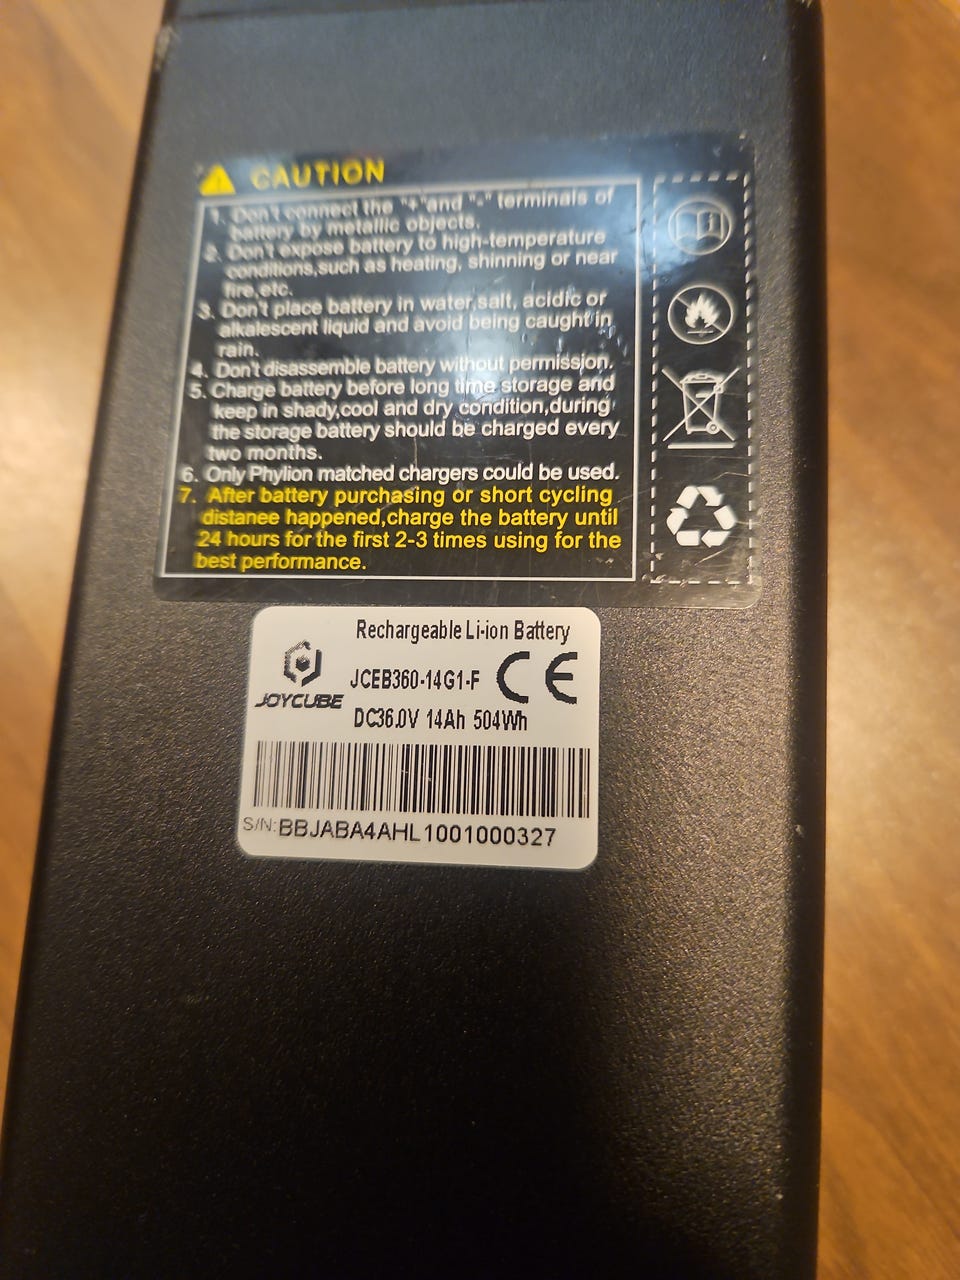 CAUTION
1. Don't connect the "+"and "-" terminals of
battery by metallic objects.
2. Don't expose battery to high-temperature
conditions,such as heating, shinning or near
fire,etc.
3. Don't place battery in water,salt, acidic or
alkalescent liquid and avoid being caught in
rain.
4. Don't disassemble battery without permission.
5. Charge battery before long time storage and
keep in shady,cool and dry condition,during
the storage battery should be charged every
two months.
6. Only Phylion matched chargers could be used.
7. After battery purchasing or short cycling
distanee happened,charge the battery until
24 hours for the first 2-3 times using for the
best performance.
Rechargeable Li-ion Battery
JCEB360-14G1-F CE
JOYCUBE
DC36.0V 14Ah 504Wh
S/N:BBJABA4AHL1001000327